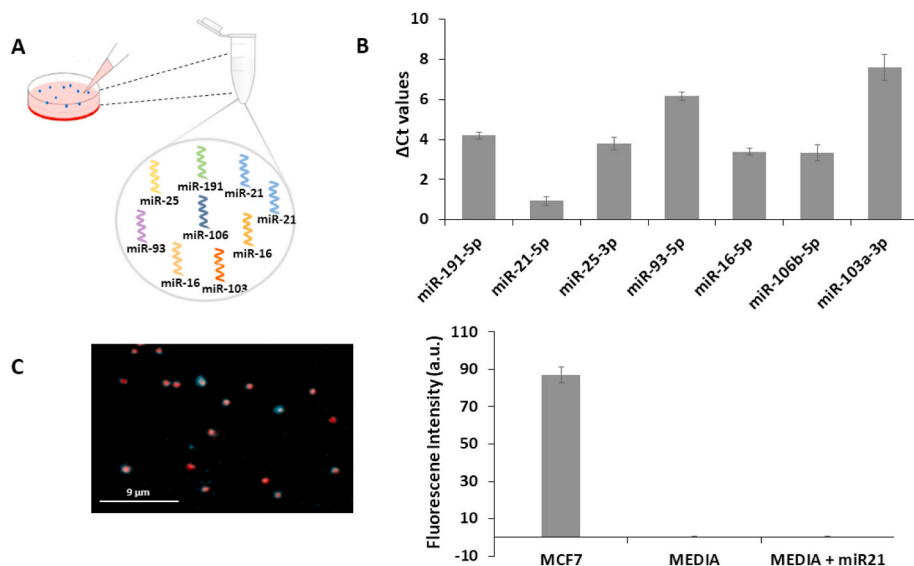 A
miR-191
miR-25
miR-21
miR-21
miR-106
miR-93
miR-16
miR-16
miR-103
B
10
8
6
4
2
0
ΔCt values
miR-191-5p
miR-21-5p
miR-25-3p
miR-93-5p
miR-16-5p
miR-106b-5p
miR-103a-3p
C
9 µm
110
90
70
50
30
10
-10
Fluorescene Intensity (a.u.)
MCF7
MEDIA
MEDIA + miR21